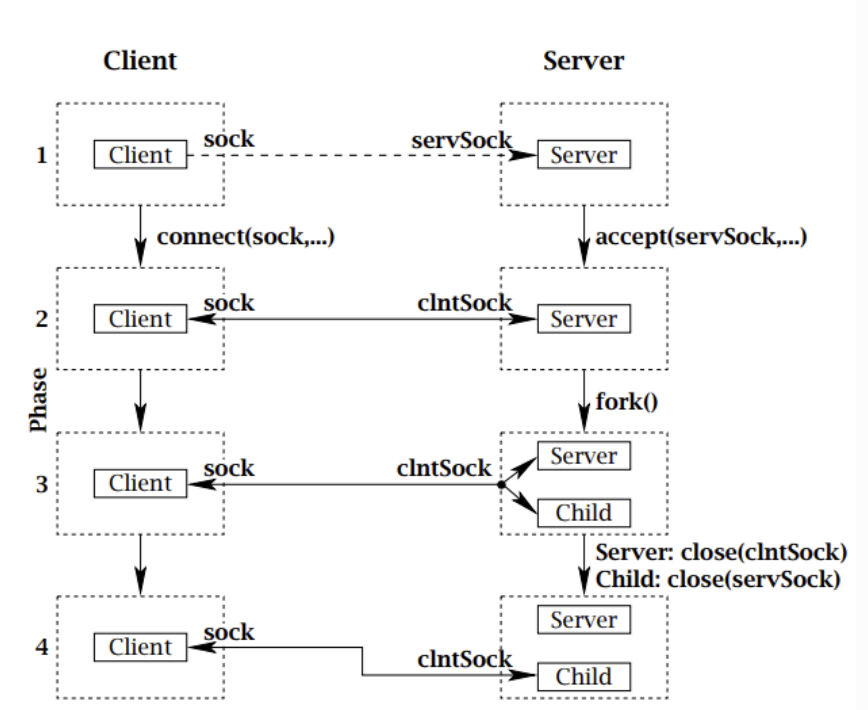 Client Server
1 Client sock servSock Server
connect(sock,...) accept(servSock,...)
2 Client sock clntSock Server
Phase
fork()
3 Client sock clntSock Server
Child
Server: close(clntSock)
Child: close(servSock)
4 Client sock Server
clntSock Child